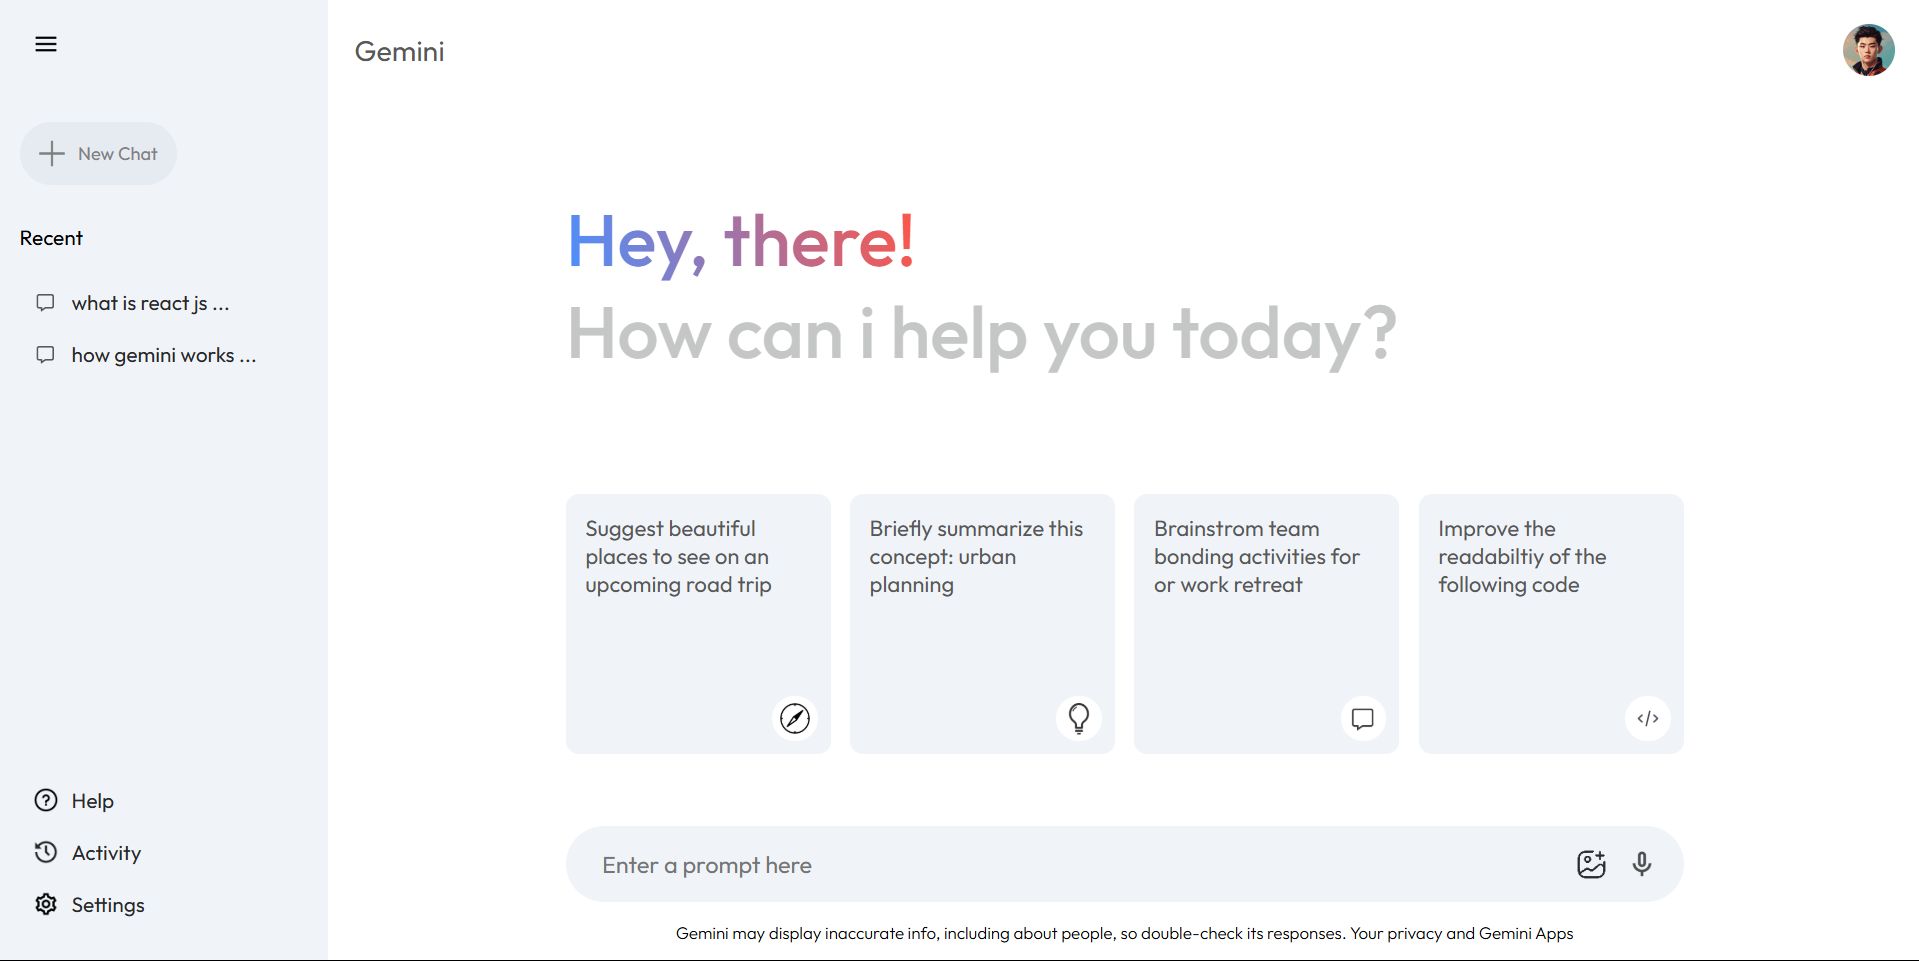 Gemini
New Chat
Recent
what is react js ...
how gemini works ...
Help
Activity
Settings
Hey, there!
How can i help you today?
Suggest beautiful
places to see on an
upcoming road trip
Briefly summarize this
concept: urban
planning
Brainstrom team
bonding activities for
or work retreat
Improve the
readabiltiy of the
following code
Enter a prompt here
Gemini may display inaccurate info, including about people, so double-check its responses. Your privacy and Gemini Apps